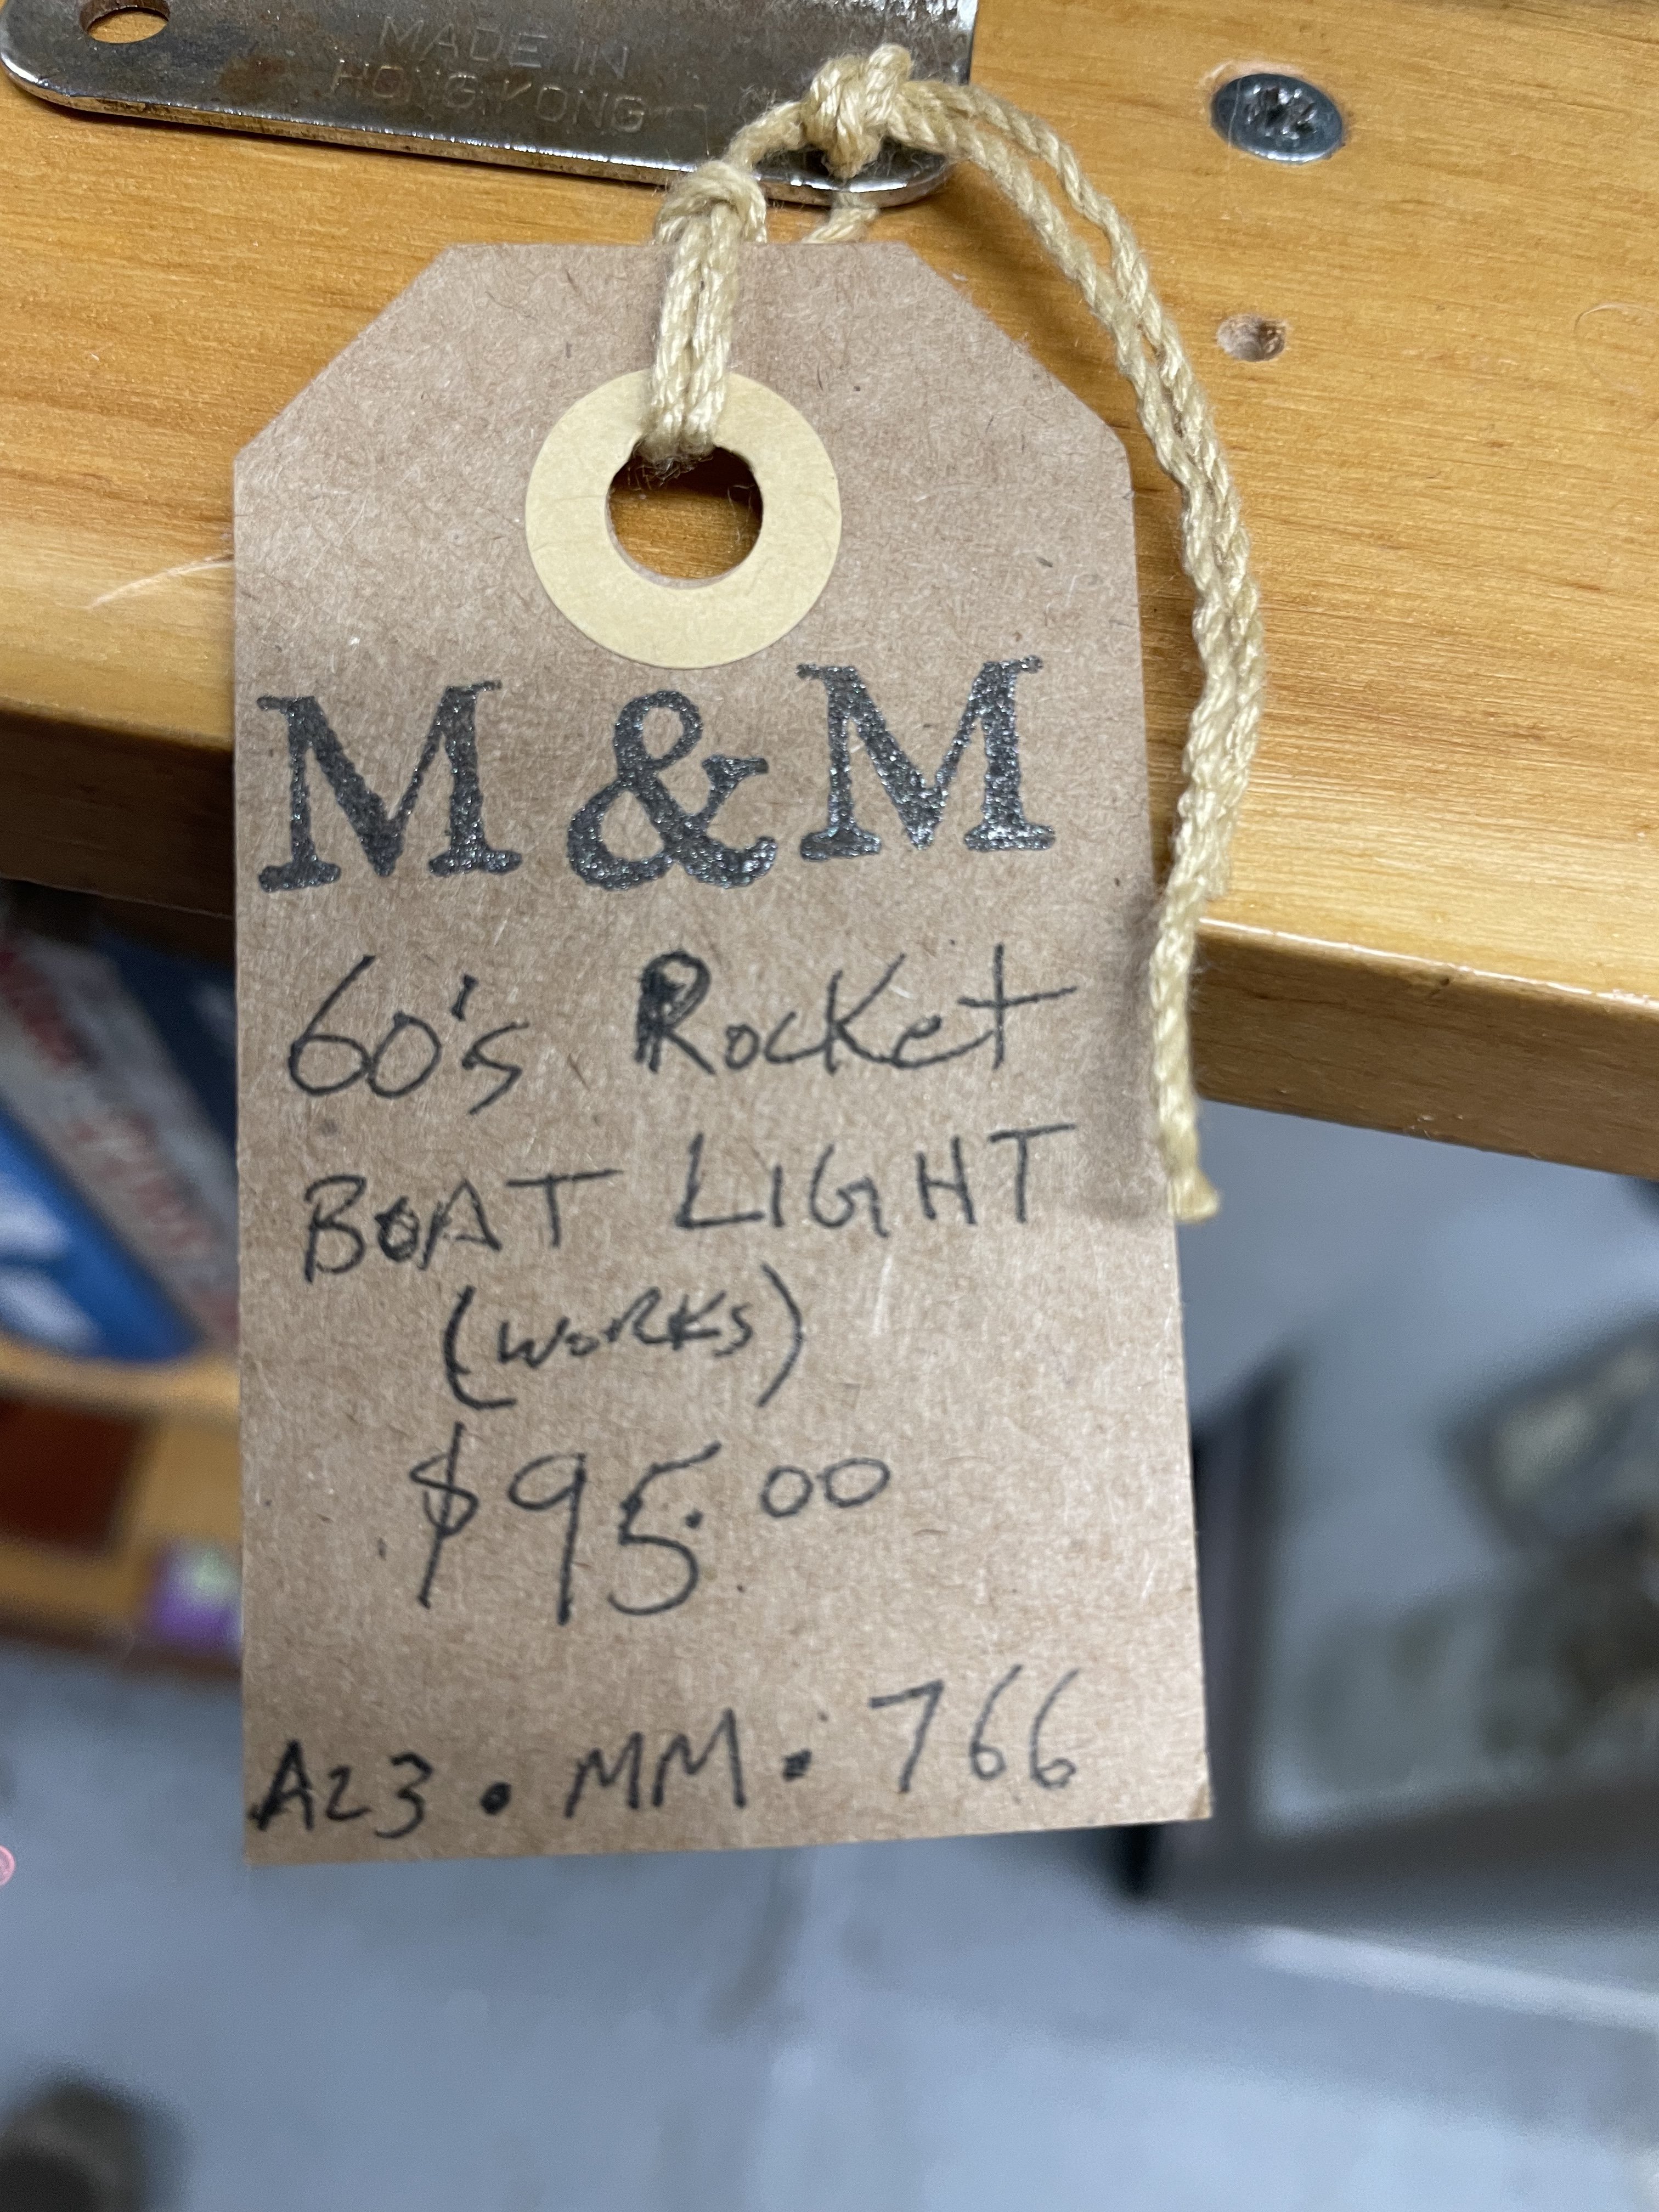 MADE IN
HONG KONG
M & M
60's Rocket
BOAT LIGHT
(WORKS)
$95.00
A23 • MM • 766